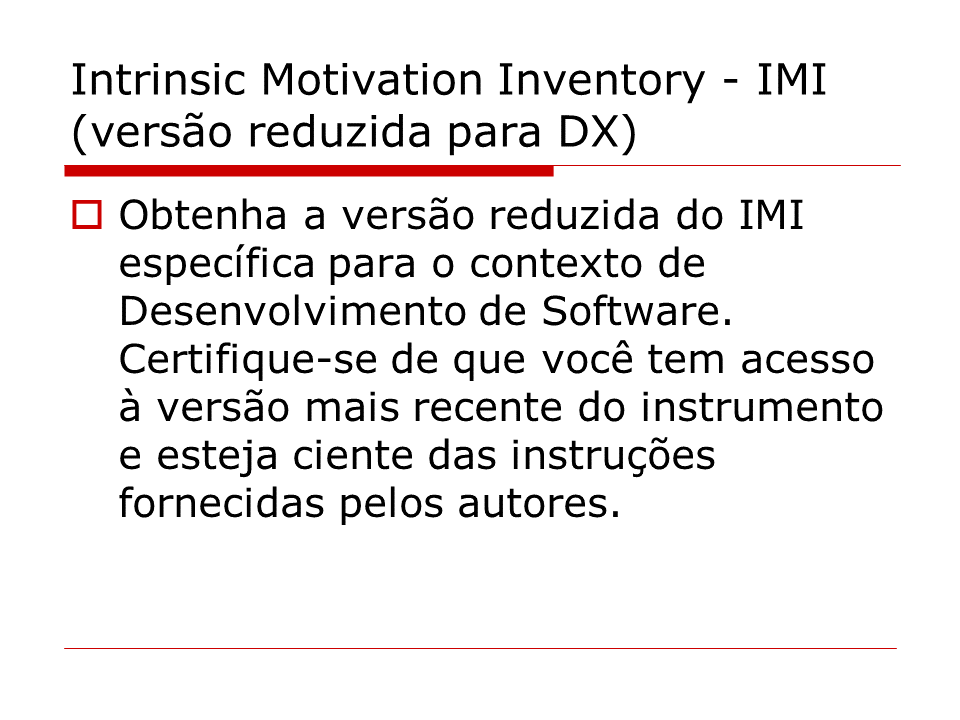 Intrinsic Motivation Inventory - IMI
(versão reduzida para DX)
Obtenha a versão reduzida do IMI
específica para o contexto de
Desenvolvimento de Software.
Certifique-se de que você tem acesso
à versão mais recente do instrumento
e esteja ciente das instruções
fornecidas pelos autores.